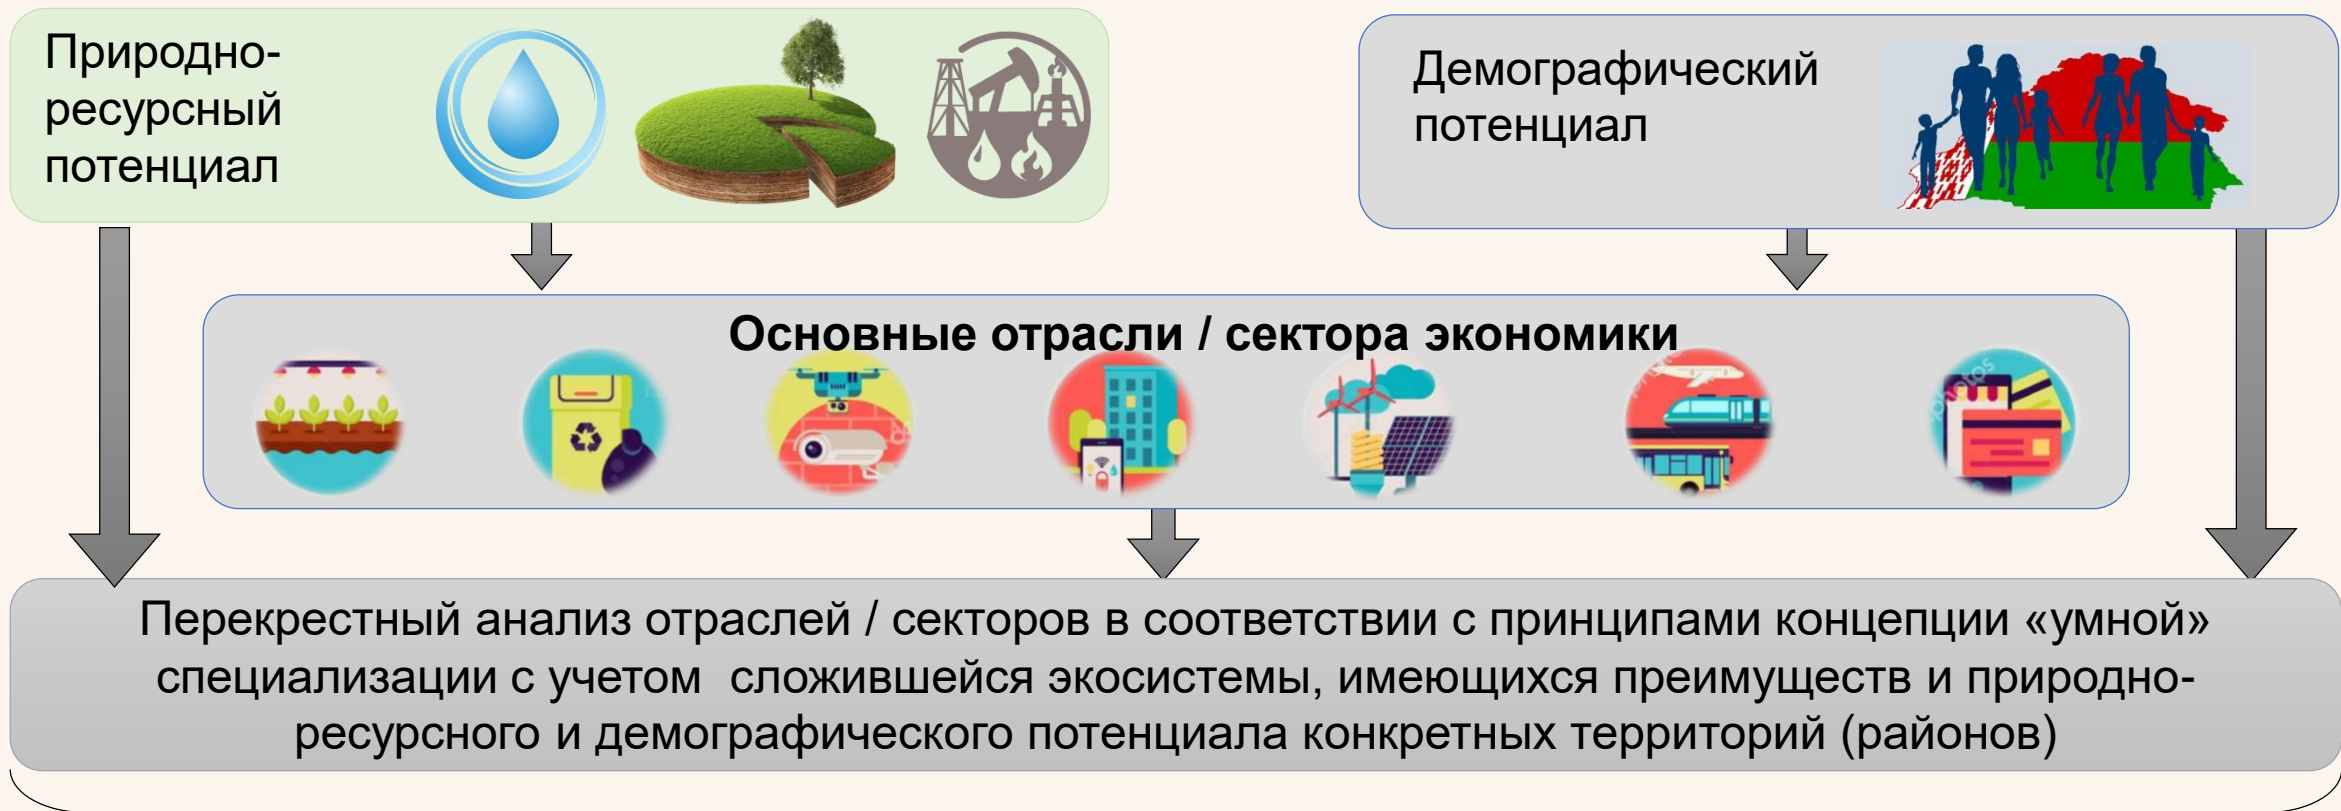 Природно-
ресурсный
потенциал
Демографический
потенциал
Основные отрасли / сектора экономики
Перекрестный анализ отраслей / секторов в соответствии с принципами концепции «умной»
специализации с учетом  сложившейся экосистемы, имеющихся преимуществ и природно-
ресурсного и демографического потенциала конкретных территорий (районов)